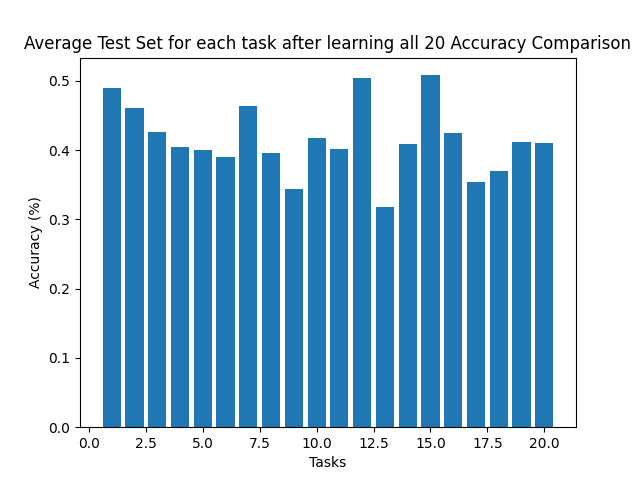 Average Test Set for each task after learning all 20 Accuracy Comparison
0.5
0.4
0.3
0.2
0.1
0.0
Accuracy (%)
0.0 2.5 5.0 7.5 10.0 12.5 15.0 17.5 20.0
Tasks